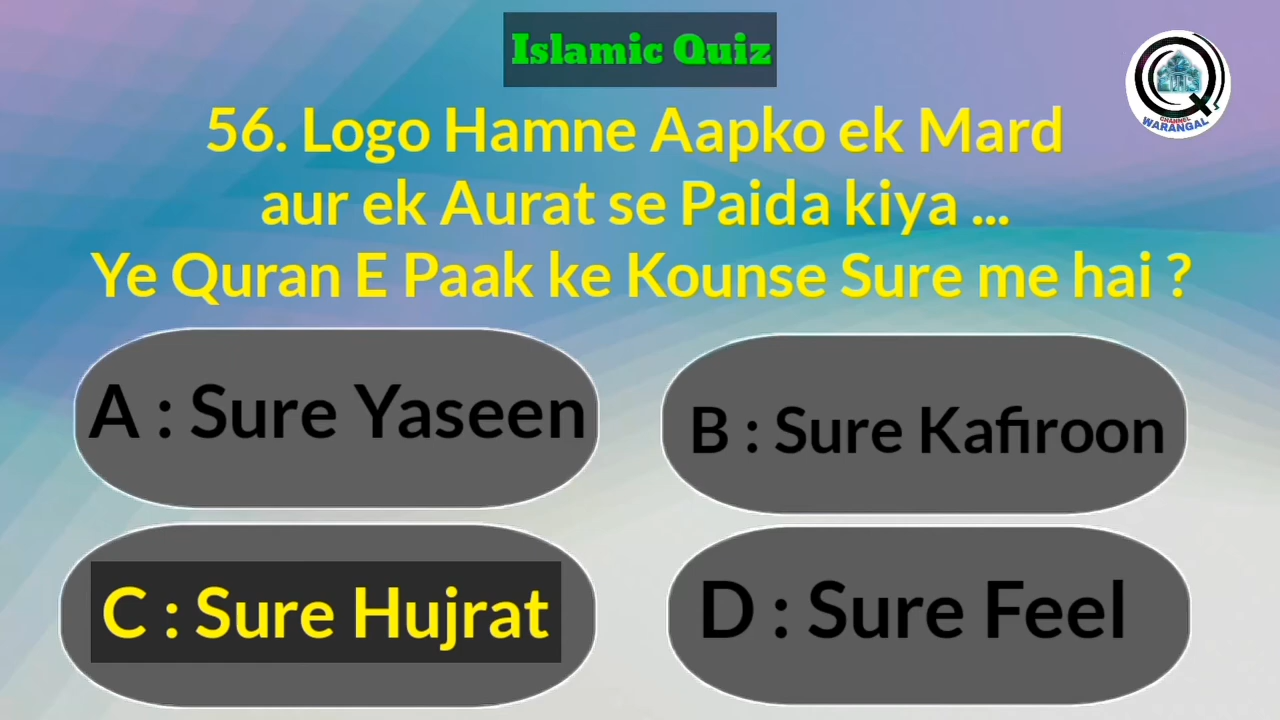 Islamic Quiz
CHANNEL
WARANGAL
56. Logo Hamne Aapko ek Mard
aur ek Aurat se Paida kiya ...
Ye Quran E Paak ke Kounse Sure me hai ?
A : Sure Yaseen
B : Sure Kafiroon
C : Sure Hujrat
D : Sure Feel